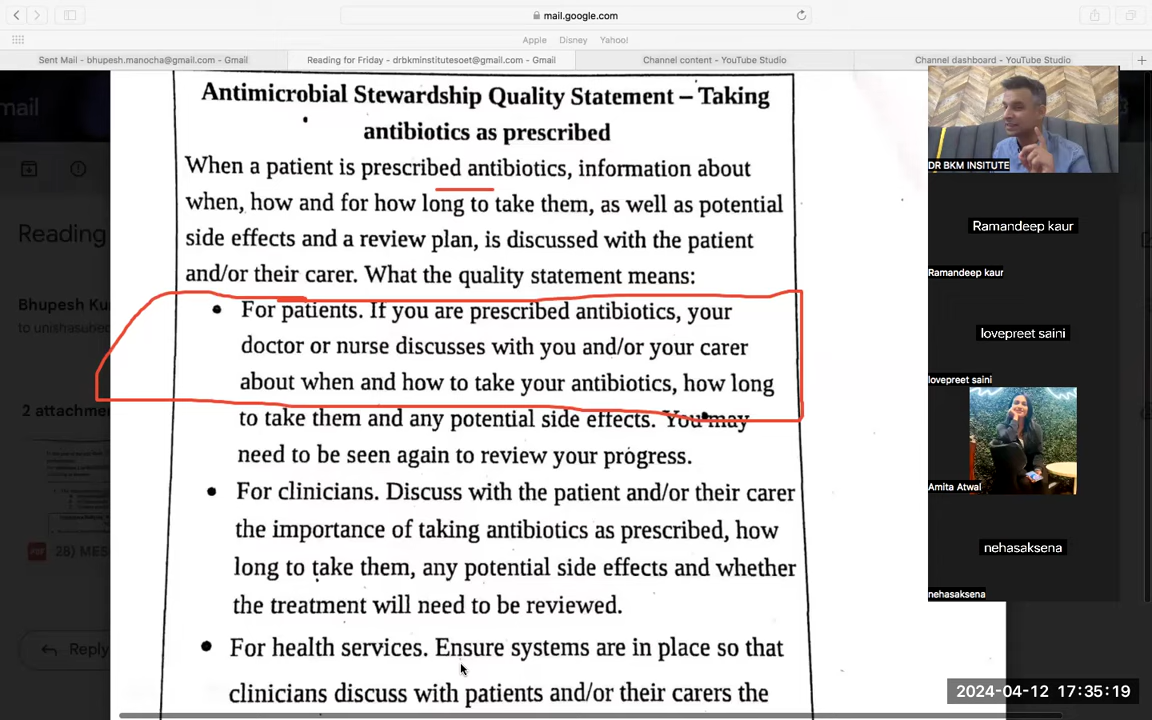 mail.google.com
Apple
Disney
Yahoo!
Sent Mail - bhupesh.manocha@gmail.com - Gmail
Reading for Friday - drbkminstitutesoet@gmail.com - Gmail
Channel content - YouTube Studio
Channel dashboard - YouTube Studio
mail
Reading
Bhupesh Ku
to unishasuber
2 attachmen
28) MES
Reply
Antimicrobial Stewardship Quality Statement – Taking
antibiotics as prescribed
When a patient is prescribed antibiotics, information about
when, how and for how long to take them, as well as potential
side effects and a review plan, is discussed with the patient
and/or their carer. What the quality statement means:
• For patients. If you are prescribed antibiotics, your
doctor or nurse discusses with you and/or your carer
about when and how to take your antibiotics, how long
to take them and any potential side effects. You may
need to be seen again to review your progress.
• For clinicians. Discuss with the patient and/or their carer
the importance of taking antibiotics as prescribed, how
long to take them, any potential side effects and whether
the treatment will need to be reviewed.
• For health services. Ensure systems are in place so that
clinicians discuss with patients and/or their carers the
DR BKM INSITUTE
Ramandeep kaur
Ramandeep kaur
lovepreet saini
lovepreet saini
Amita Atwal
nehasaksena
nehasaksena
2024-04-12 17:35:19